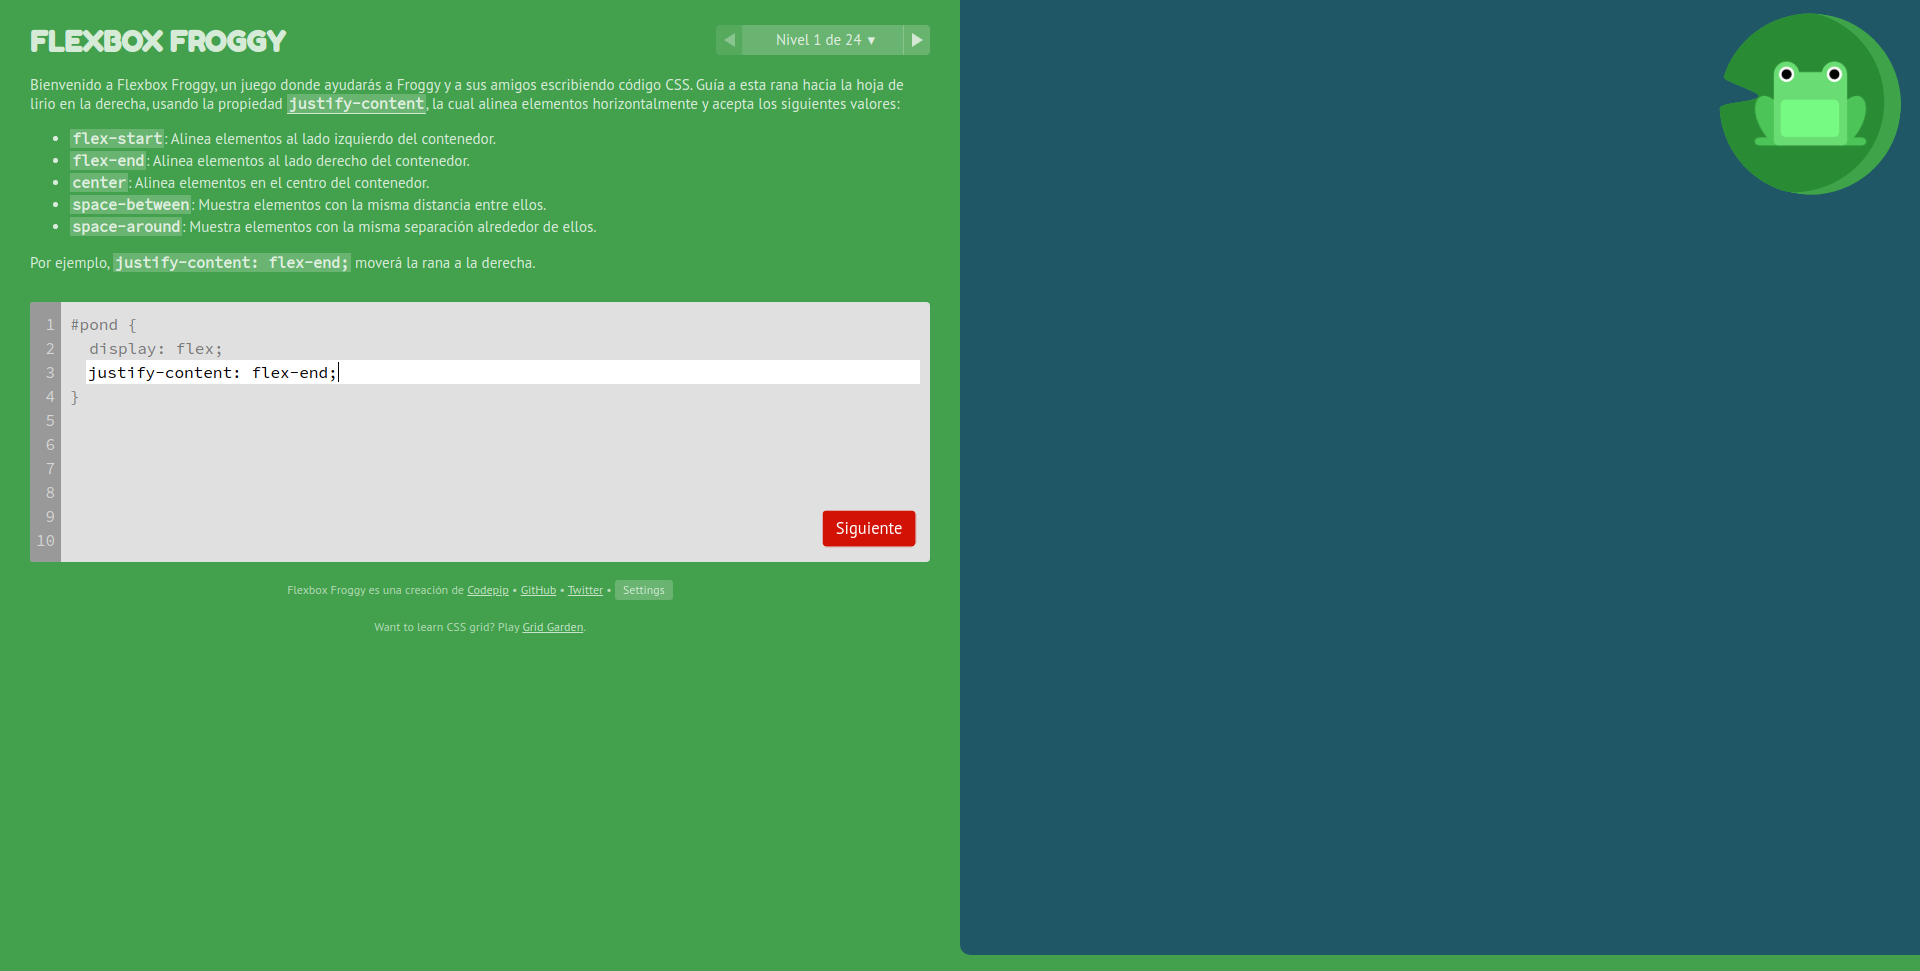 FLEXBOX FROGGY
◀ Nivel 1 de 24 ▼ ▶
Bienvenido a Flexbox Froggy, un juego donde ayudarás a Froggy y a sus amigos escribiendo código CSS. Guía a esta rana hacia la hoja de
lirio en la derecha, usando la propiedad justify-content, la cual alinea elementos horizontalmente y acepta los siguientes valores:
• flex-start: Alinea elementos al lado izquierdo del contenedor.
• flex-end: Alinea elementos al lado derecho del contenedor.
• center: Alinea elementos en el centro del contenedor.
• space-between: Muestra elementos con la misma distancia entre ellos.
• space-around: Muestra elementos con la misma separación alrededor de ellos.
Por ejemplo, justify-content: flex-end; moverá la rana a la derecha.
1 #pond {
2 display: flex;
3 justify-content: flex-end;
4 }
5
6
7
8
9
10
Siguiente
Flexbox Froggy es una creación de Codepip • GitHub • Twitter • Settings
Want to learn CSS grid? Play Grid Garden.